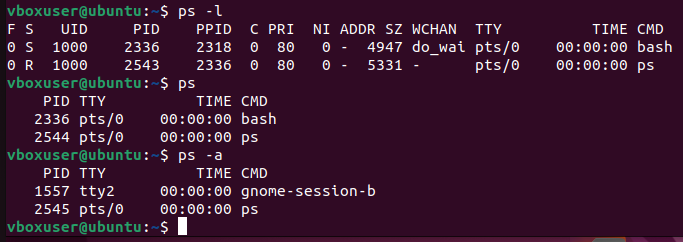 vboxuser@ubuntu:~$ ps -l
F S   UID     PID    PPID  C PRI  NI ADDR SZ WCHAN  TTY          TIME CMD
0 S  1000    2336    2318  0  80   0 -  4947 do_wai pts/0    00:00:00 bash
0 R  1000    2543    2336  0  80   0 -  5331 -      pts/0    00:00:00 ps
vboxuser@ubuntu:~$ ps
    PID TTY          TIME CMD
   2336 pts/0    00:00:00 bash
   2544 pts/0    00:00:00 ps
vboxuser@ubuntu:~$ ps -a
    PID TTY          TIME CMD
   1557 tty2     00:00:00 gnome-session-b
   2545 pts/0    00:00:00 ps
vboxuser@ubuntu:~$